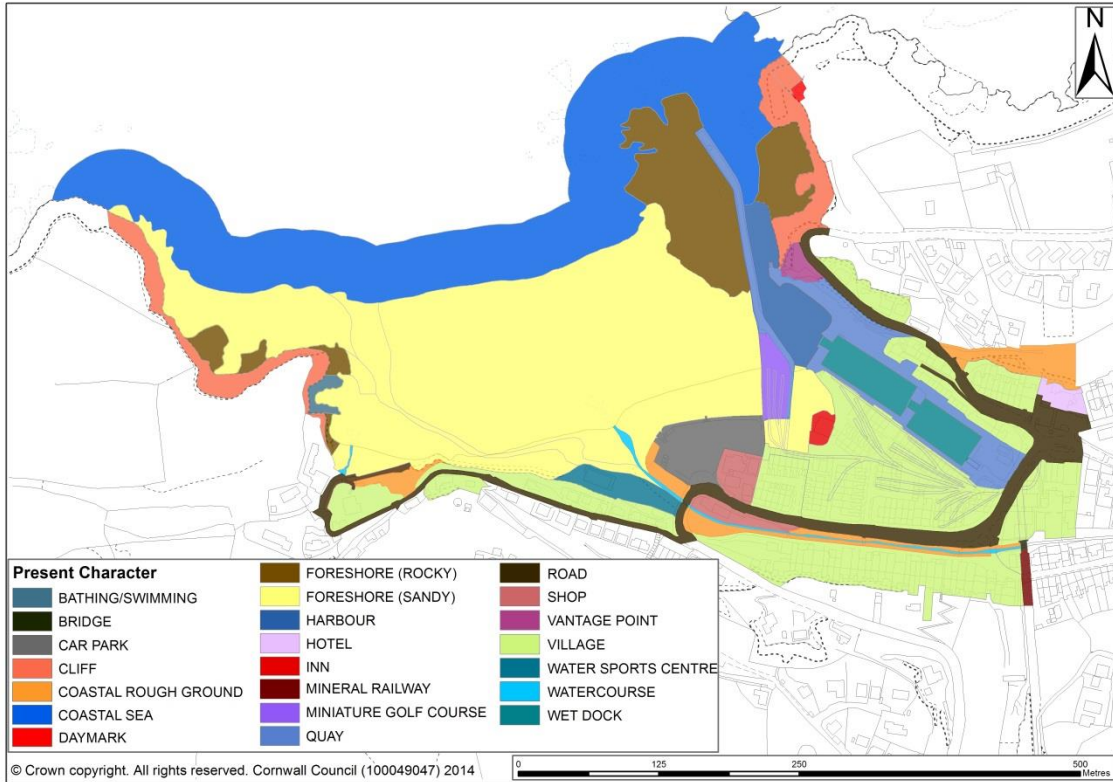 N
Present Character
BATHING/SWIMMING
BRIDGE
CAR PARK
CLIFF
COASTAL ROUGH GROUND
COASTAL SEA
DAYMARK
FORESHORE (ROCKY)
FORESHORE (SANDY)
HARBOUR
HOTEL
INN
MINERAL RAILWAY
MINIATURE GOLF COURSE
QUAY
ROAD
SHOP
VANTAGE POINT
VILLAGE
WATER SPORTS CENTRE
WATERCOURSE
WET DOCK
© Crown copyright. All rights reserved. Cornwall Council (100049047) 2014
0 125 250 500
Metres